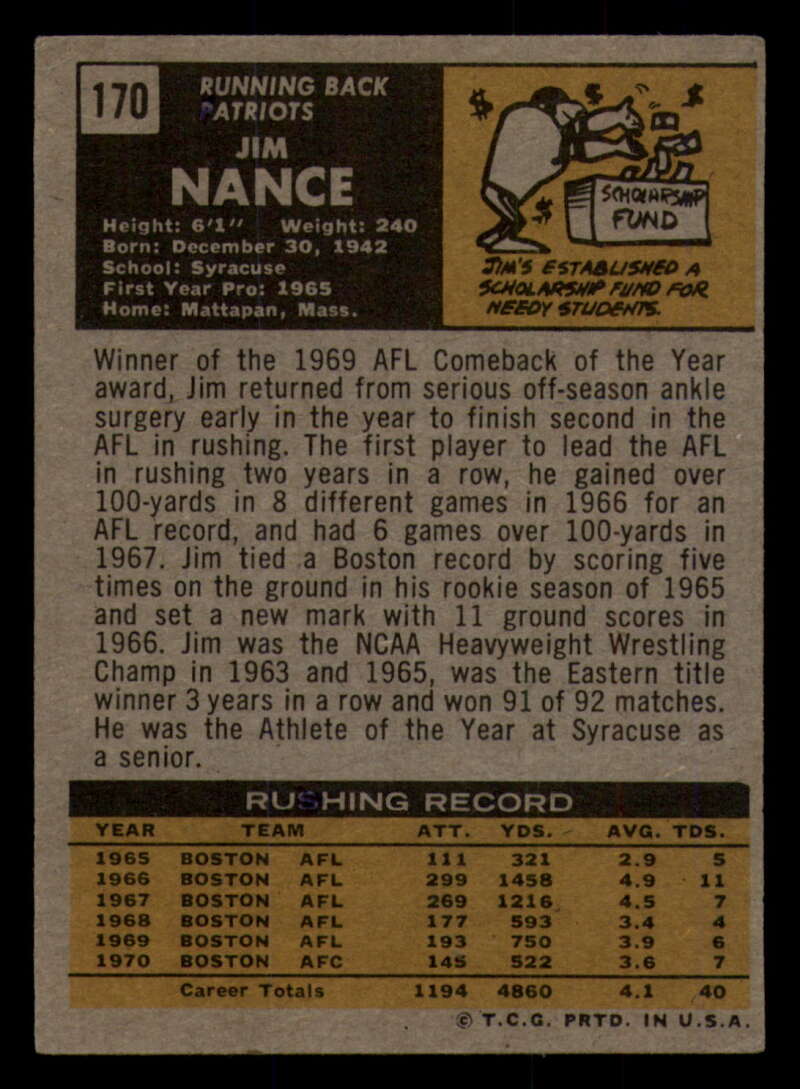 170
RUNNING BACK
PATRIOTS
JIM
NANCE
Height: 6'1" Weight: 240
Born: December 30, 1942
School: Syracuse
First Year Pro: 1965
Home: Mattapan, Mass.
$ $ $ $
SCHOLARSHIP
FUND
JIM'S ESTABLISHED A
SCHOLARSHIP FUND FOR
NEEDY STUDENTS.
Winner of the 1969 AFL Comeback of the Year
award, Jim returned from serious off-season ankle
surgery early in the year to finish second in the
AFL in rushing. The first player to lead the AFL
in rushing two years in a row, he gained over
100-yards in 8 different games in 1966 for an
AFL record, and had 6 games over 100-yards in
1967. Jim tied a Boston record by scoring five
times on the ground in his rookie season of 1965
and set a new mark with 11 ground scores in
1966. Jim was the NCAA Heavyweight Wrestling
Champ in 1963 and 1965, was the Eastern title
winner 3 years in a row and won 91 of 92 matches.
He was the Athlete of the Year at Syracuse as
a senior.
RUSHING RECORD
YEAR TEAM ATT. YDS. AVG. TDS.
1965 BOSTON AFL 111 321 2.9 5
1966 BOSTON AFL 299 1458 4.9 11
1967 BOSTON AFL 269 1216 4.5 7
1968 BOSTON AFL 177 593 3.4 4
1969 BOSTON AFL 193 750 3.9 6
1970 BOSTON AFC 145 522 3.6 7
Career Totals 1194 4860 4.1 40
© T.C.G. PRTD. IN U.S.A.